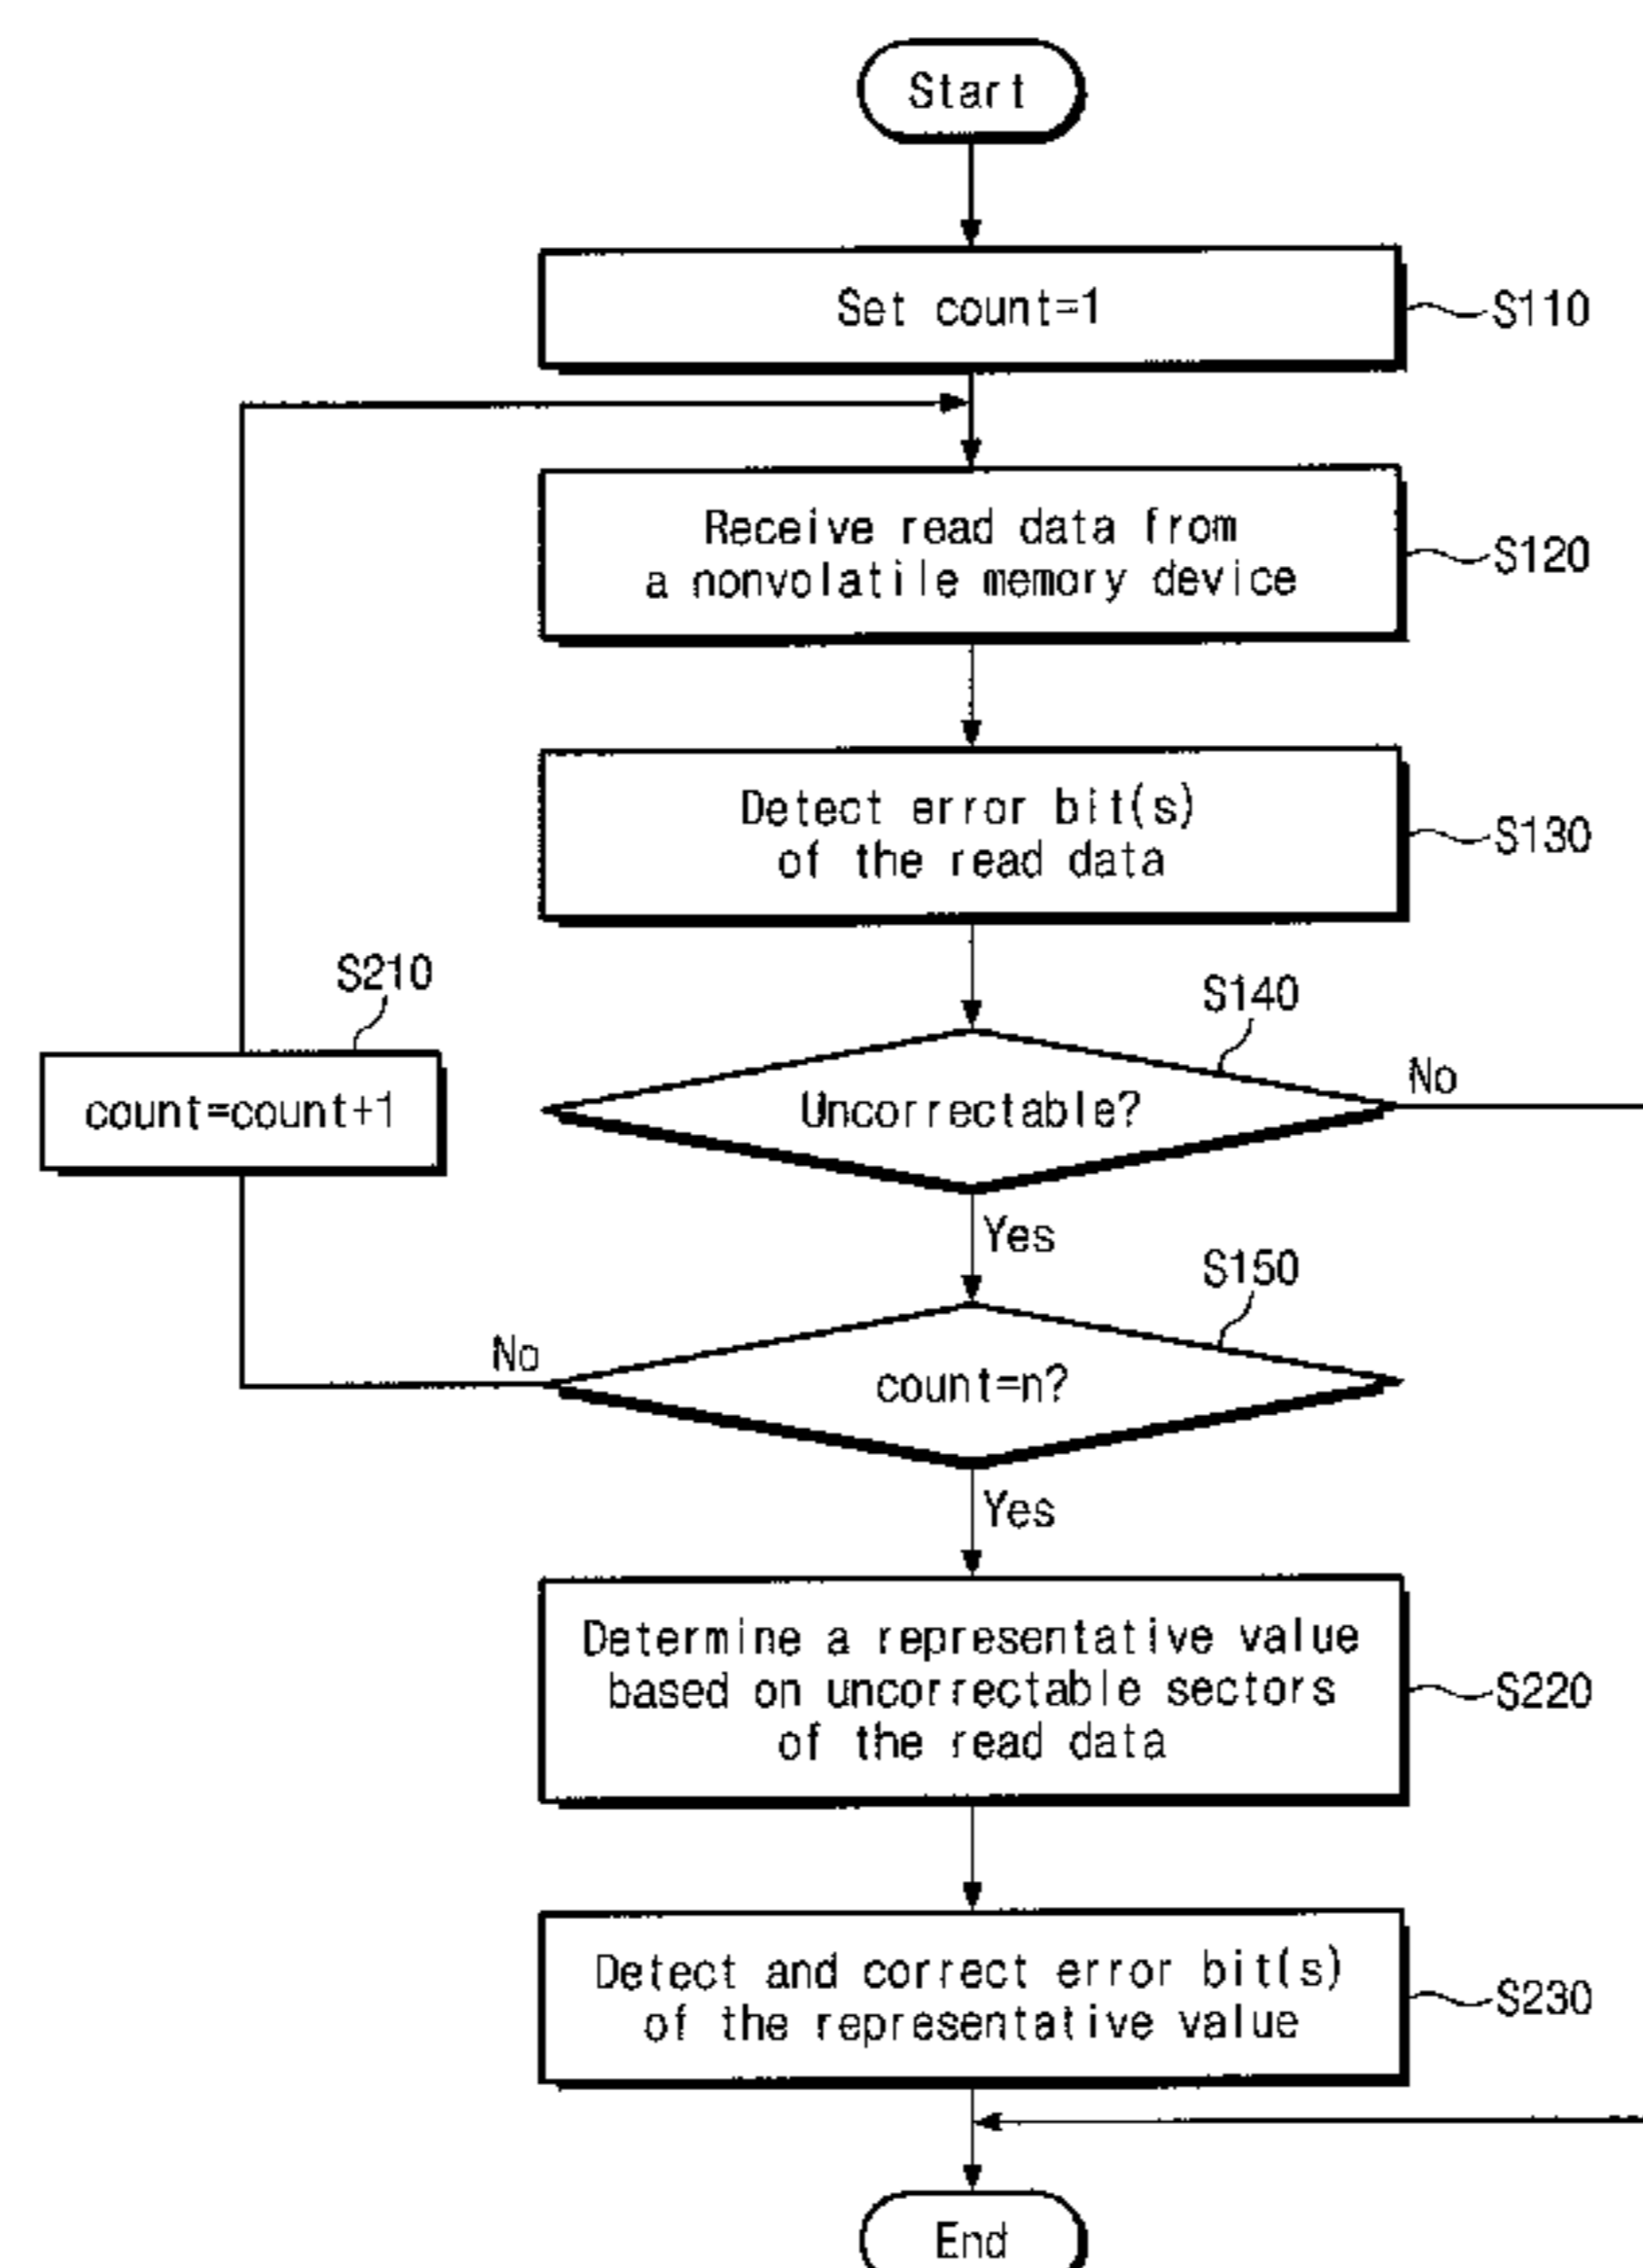 Start
Set count=1
S110
Receive read data from
a nonvolatile memory device
S120
Detect error bit(s)
of the read data
S130
S210
count=count+1
S140
Uncorrectable?
No
Yes
S150
No
count=n?
Yes
Determine a representative value
based on uncorrectable sectors
of the read data
S220
Detect and correct error bit(s)
of the representative value
S230
End